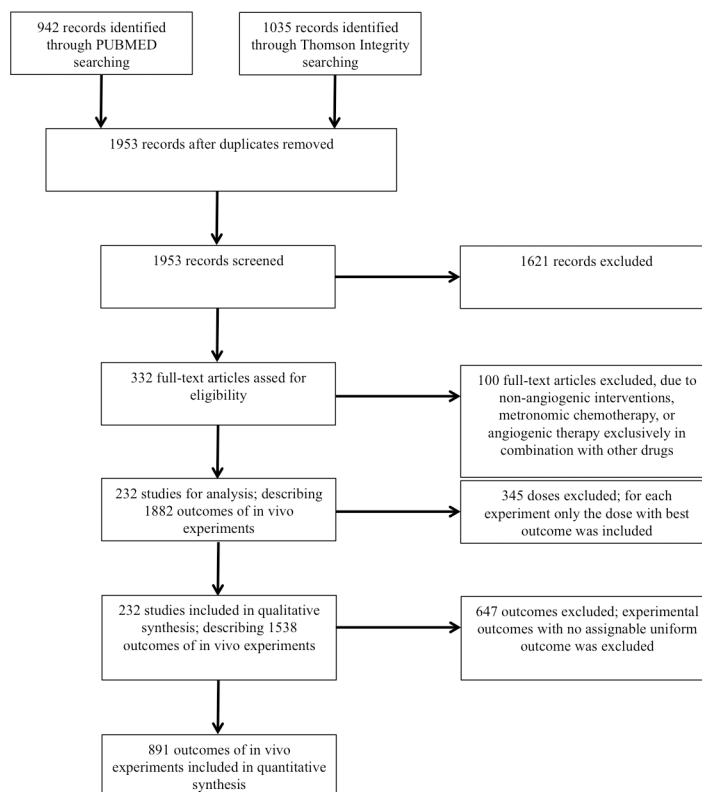 942 records identified
through PUBMED
searching
1035 records identified
through Thomson Integrity
searching
1953 records after duplicates removed
1953 records screened
1621 records excluded
332 full-text articles assed for
eligibility
100 full-text articles excluded, due to
non-angiogenic interventions,
metronomic chemotherapy, or
angiogenic therapy exclusively in
combination with other drugs
232 studies for analysis; describing
1882 outcomes of in vivo
experiments
345 doses excluded; for each
experiment only the dose with best
outcome was included
232 studies included in qualitative
synthesis; describing 1538
outcomes of in vivo experiments
647 outcomes excluded; experimental
outcomes with no assignable uniform
outcome was excluded
891 outcomes of in vivo
experiments included in quantitative
synthesis